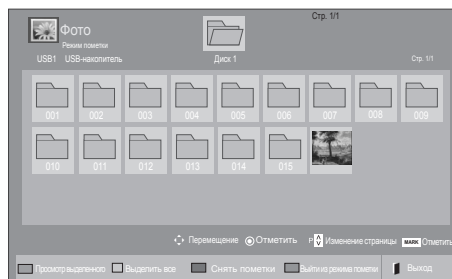 Стр. 1/1
Фото
Режим пометки
USB1 USB-накопитель Диск 1 Стр. 1/1
001 002 003 004 005 006 007 008 009
010 011 012 013 014 015
Перемещение Отметить P Изменение страницы MARK Отметить
Просмотр выделенного Выделить все Снять пометки Выйти из режима пометки Выход